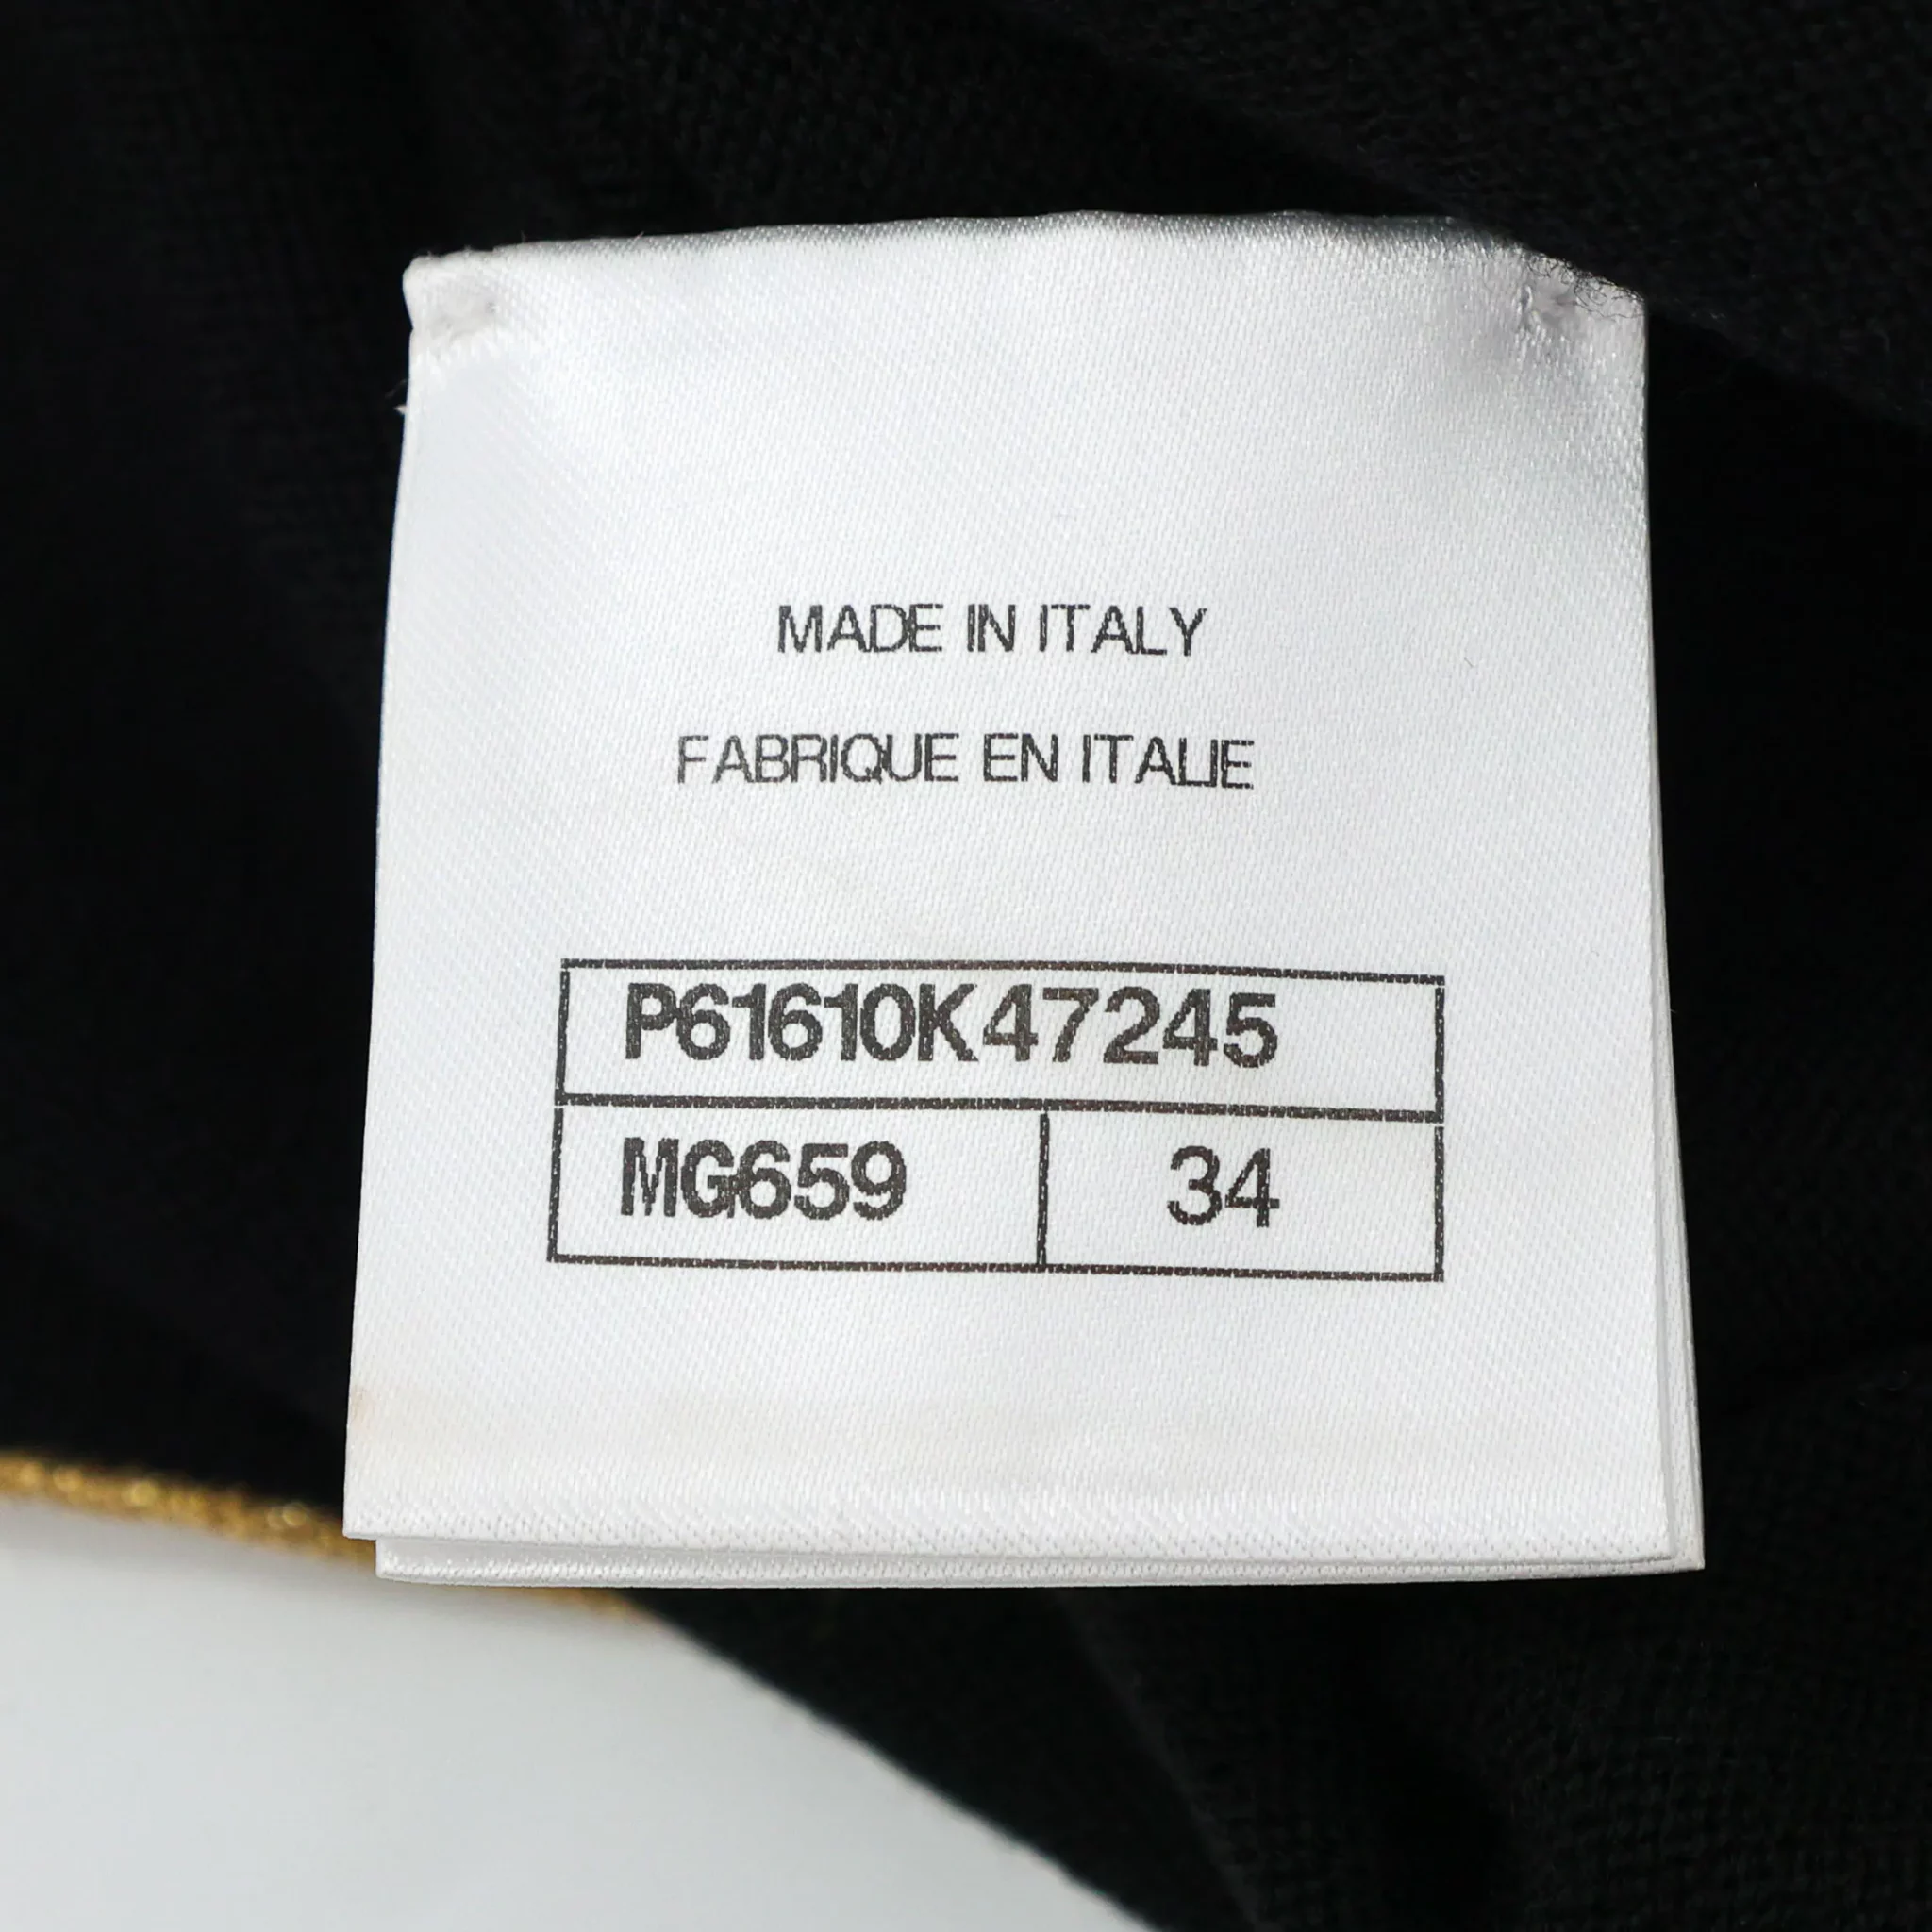 MADE IN ITALY
FABRIQUE EN ITALIE
P61610K47245
MG659 34